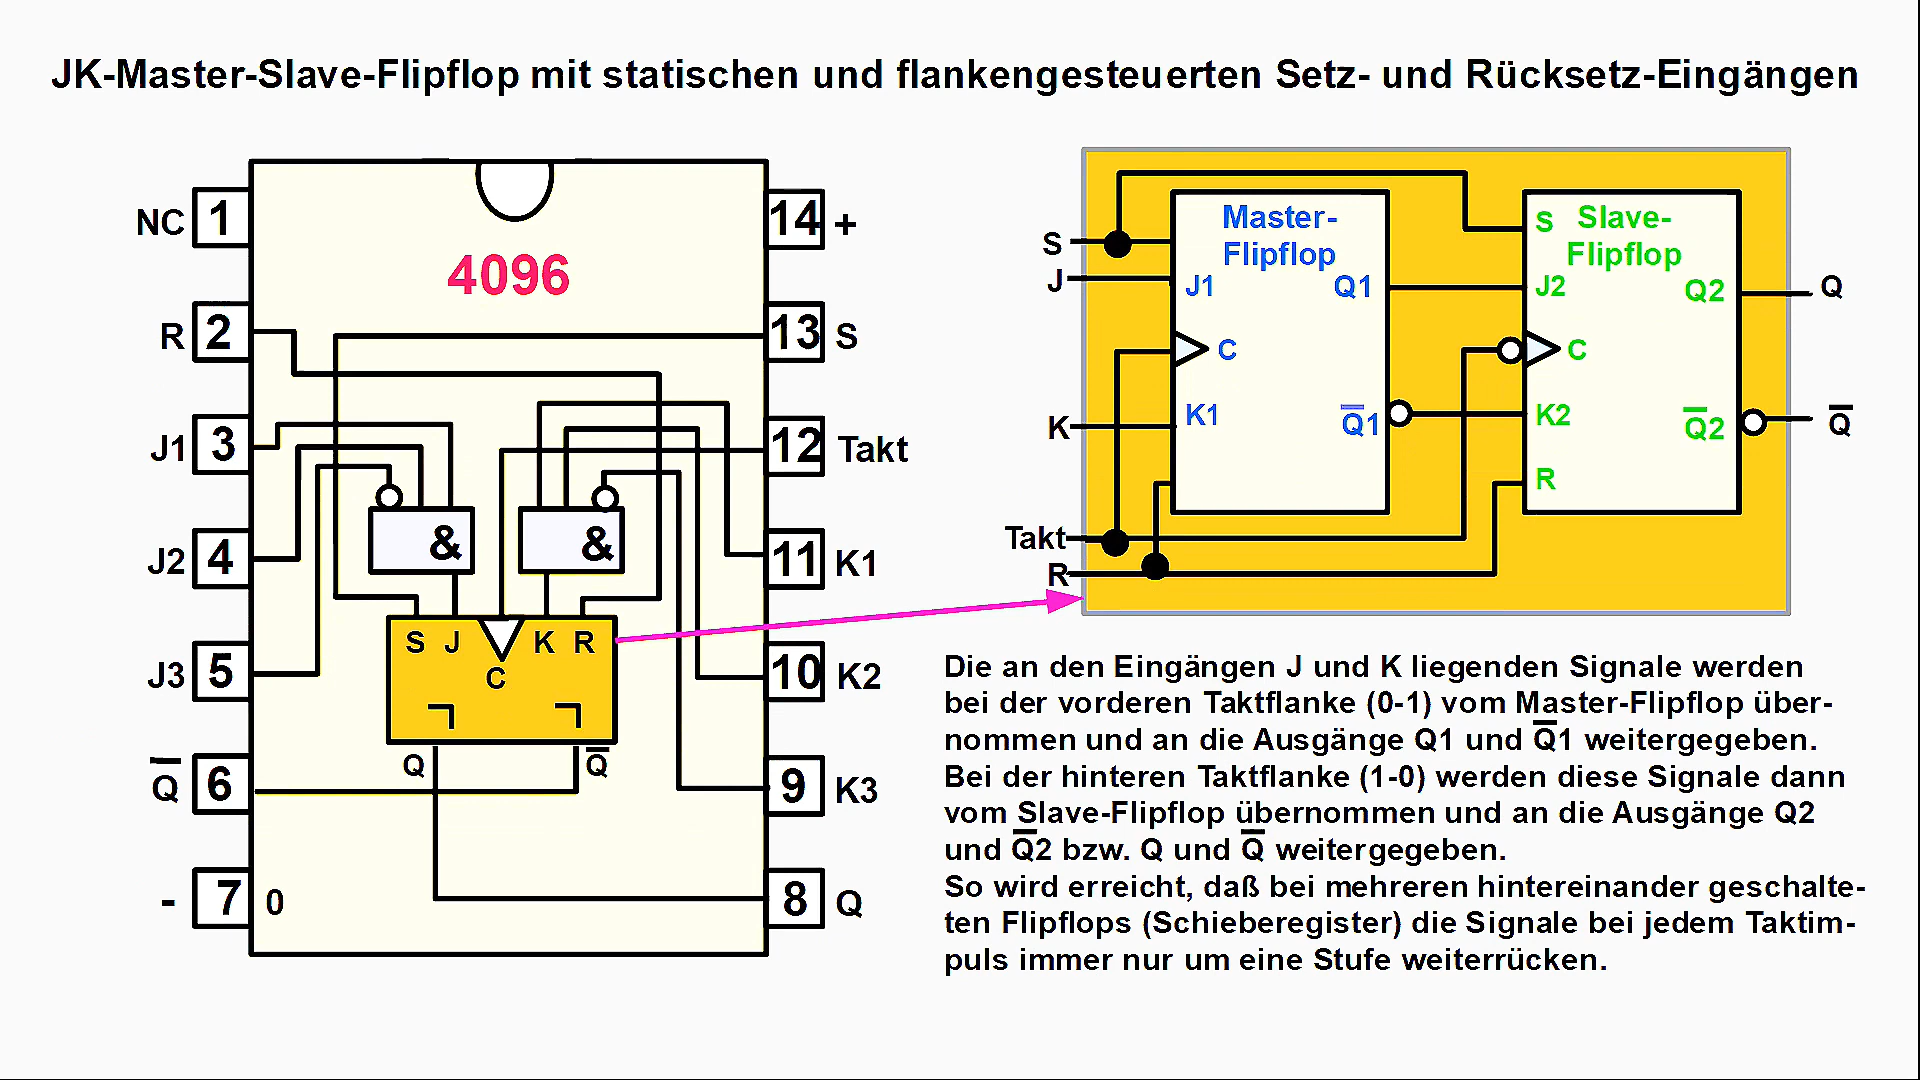 JK-Master-Slave-Flipflop mit statischen und flankengesteuerten Setz- und Rücksetz-Eingängen
4096
NC 1
R 2
J1 3
J2 4
J3 5
Q̅ 6
- 7 0
14 +
13 S
12 Takt
11 K1
10 K2
9 K3
8 Q
& &
S J K R
C
Q Q̅
S
J
K
Takt
R
Master-
Flipflop
J1 Q1
C
K1 Q̅1
S Slave-
Flipflop
J2 Q2
C
K2 Q̅2
R
Q
Q̅
Die an den Eingängen J und K liegenden Signale werden
bei der vorderen Taktflanke (0-1) vom Master-Flipflop über-
nommen und an die Ausgänge Q1 und Q̅1 weitergegeben.
Bei der hinteren Taktflanke (1-0) werden diese Signale dann
vom Slave-Flipflop übernommen und an die Ausgänge Q2
und Q̅2 bzw. Q und Q̅ weitergegeben.
So wird erreicht, daß bei mehreren hintereinander geschalte-
ten Flipflops (Schieberegister) die Signale bei jedem Taktim-
puls immer nur um eine Stufe weiterrücken.